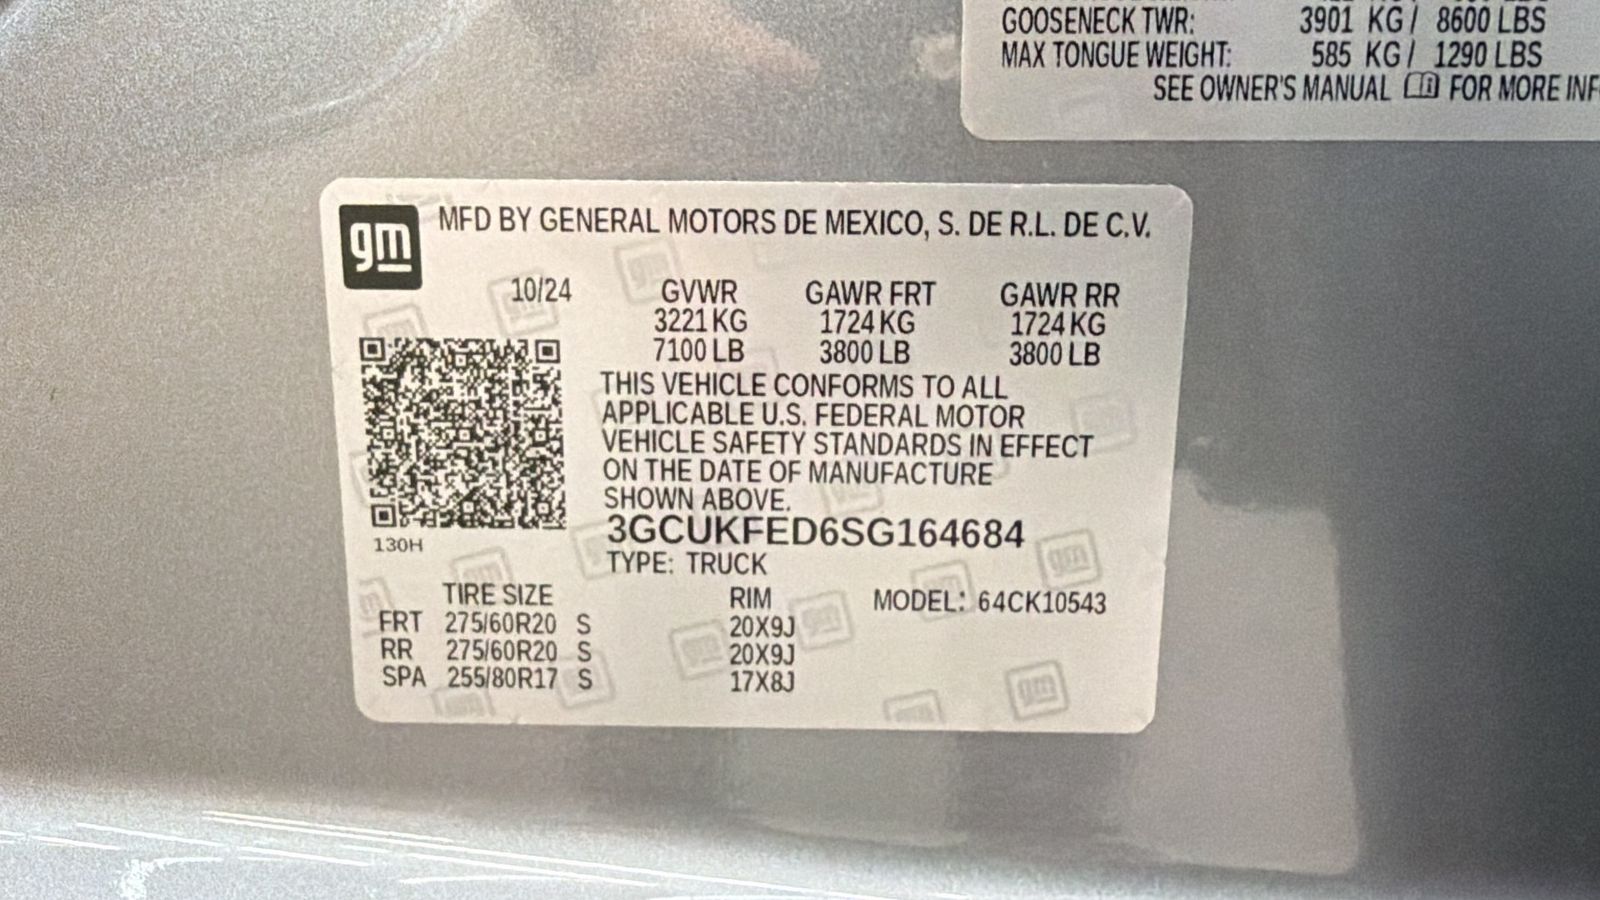 GOOSENECK TWR: 3901 KG / 8600 LBS
MAX TONGUE WEIGHT: 585 KG / 1290 LBS
SEE OWNER'S MANUAL FOR MORE INF
gm
MFD BY GENERAL MOTORS DE MEXICO, S. DE R.L. DE C.V.
10/24 GVWR GAWR FRT GAWR RR
3221 KG 1724 KG 1724 KG
7100 LB 3800 LB 3800 LB
THIS VEHICLE CONFORMS TO ALL
APPLICABLE U.S. FEDERAL MOTOR
VEHICLE SAFETY STANDARDS IN EFFECT
ON THE DATE OF MANUFACTURE
SHOWN ABOVE.
3GCUKFED6SG164684
130H
TYPE: TRUCK
TIRE SIZE RIM MODEL: 64CK10543
FRT 275/60R20 S 20X9J
RR 275/60R20 S 20X9J
SPA 255/80R17 S 17X8J